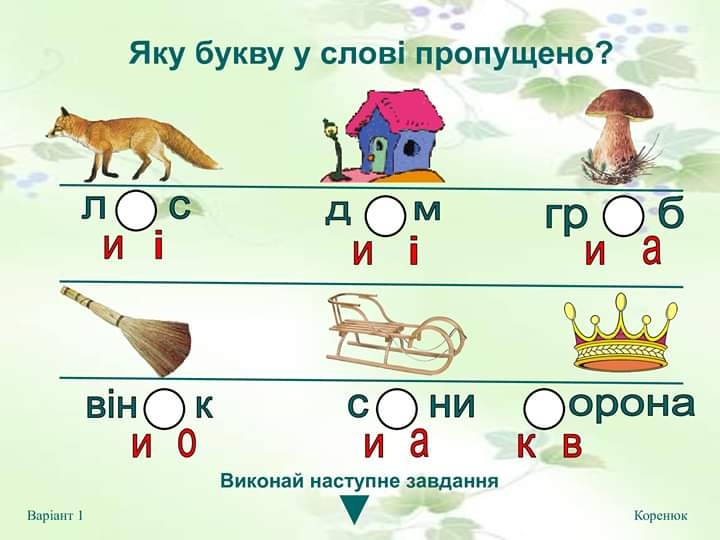 Яку букву у слові пропущено?
л с д м гр б
и і и і и а
він к с ни орона
и о и а к в
Виконай наступне завдання
Варіант 1 Коренюк